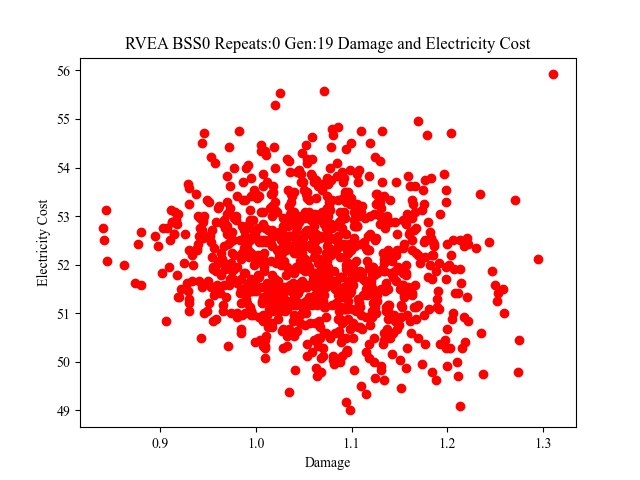 RVEA BSS0 Repeats:0 Gen:19 Damage and Electricity Cost
56
55
54
53
52
51
50
49
Electricity Cost
0.9 1.0 1.1 1.2 1.3
Damage